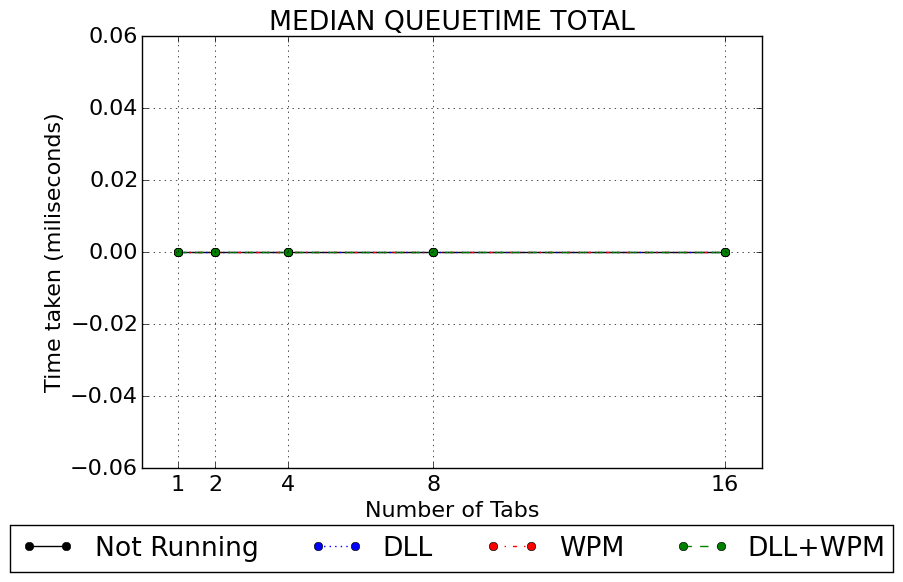 MEDIAN QUEUETIME TOTAL
0.06
0.04
0.02
0.00
−0.02
−0.04
−0.06
Time taken (miliseconds)
1 2 4 8 16
Number of Tabs
Not Running DLL WPM DLL+WPM